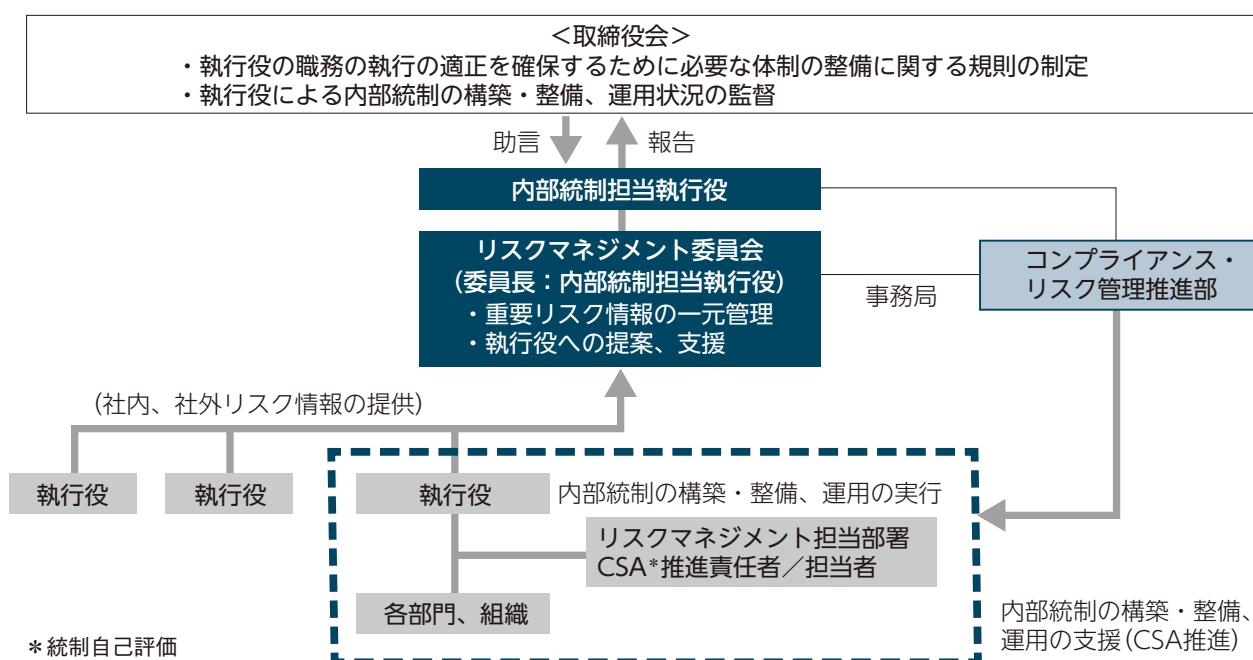 ＜取締役会＞
・執行役の職務の執行の適正を確保するために必要な体制の整備に関する規則の制定
・執行役による内部統制の構築・整備、運用状況の監督
助言
報告
内部統制担当執行役
リスクマネジメント委員会
（委員長：内部統制担当執行役）
・重要リスク情報の一元管理
・執行役への提案、支援
事務局
コンプライアンス・
リスク管理推進部
（社内、社外リスク情報の提供）
執行役
執行役
執行役
内部統制の構築・整備、運用の実行
リスクマネジメント担当部署
CSA*推進責任者／担当者
各部門、組織
内部統制の構築・整備、
運用の支援（CSA推進）
＊統制自己評価